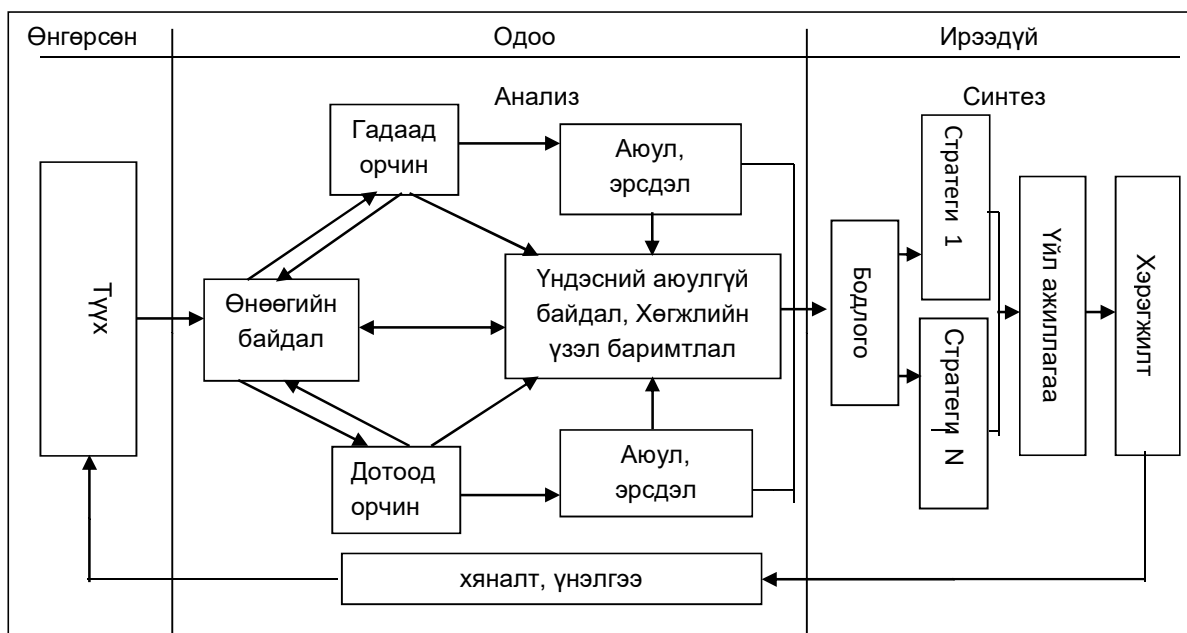 Өнгөрсөн
Одоо
Ирээдүй
Анализ
Синтез
Түүх
Өнөөгийн
байдал
Гадаад
орчин
Дотоод
орчин
Аюул,
эрсдэл
Үндэсний аюулгүй
байдал, Хөгжлийн
үзэл баримтлал
Аюул,
эрсдэл
Бодлого
Стратеги 1
Стратеги N
Үйл ажиллагаа
Хэрэгжилт
хяналт, үнэлгээ